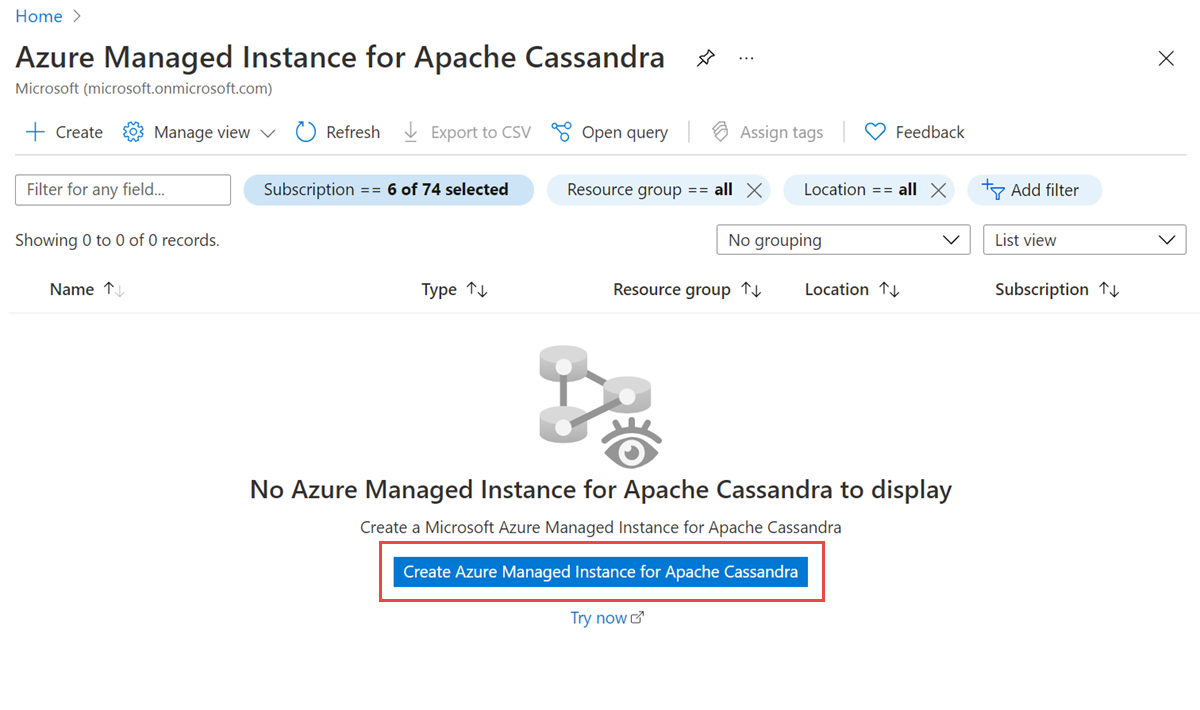 Home
Azure Managed Instance for Apache Cassandra
Microsoft (microsoft.onmicrosoft.com)
Create Manage view Refresh Export to CSV Open query Assign tags Feedback
Filter for any field... Subscription == 6 of 74 selected Resource group == all Location == all Add filter
Showing 0 to 0 of 0 records. No grouping List view
Name Type Resource group Location Subscription
No Azure Managed Instance for Apache Cassandra to display
Create a Microsoft Azure Managed Instance for Apache Cassandra
Create Azure Managed Instance for Apache Cassandra
Try now